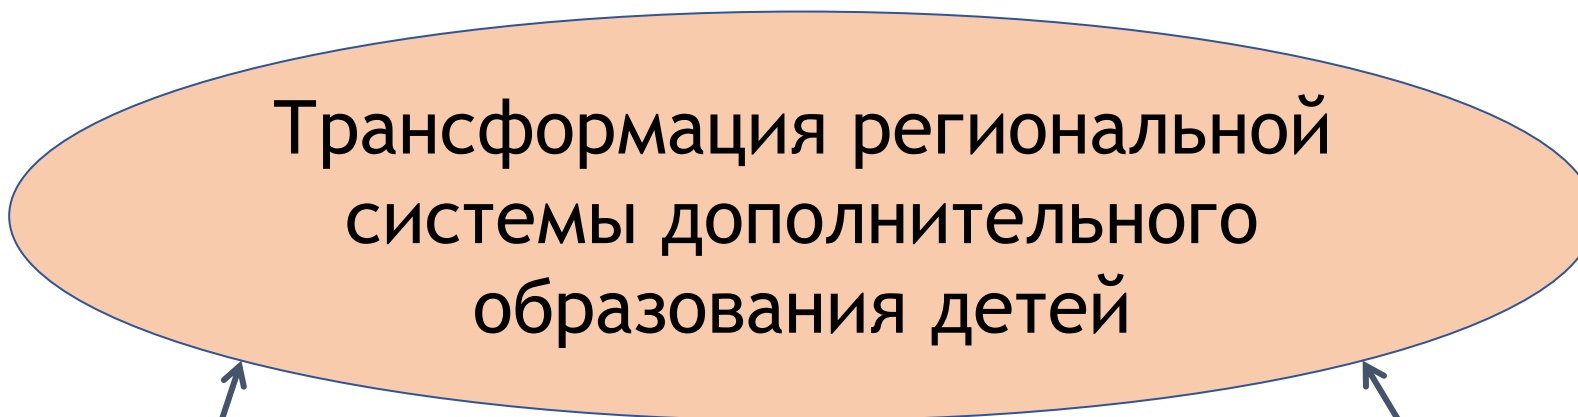 Трансформация региональной
системы дополнительного
образования детей